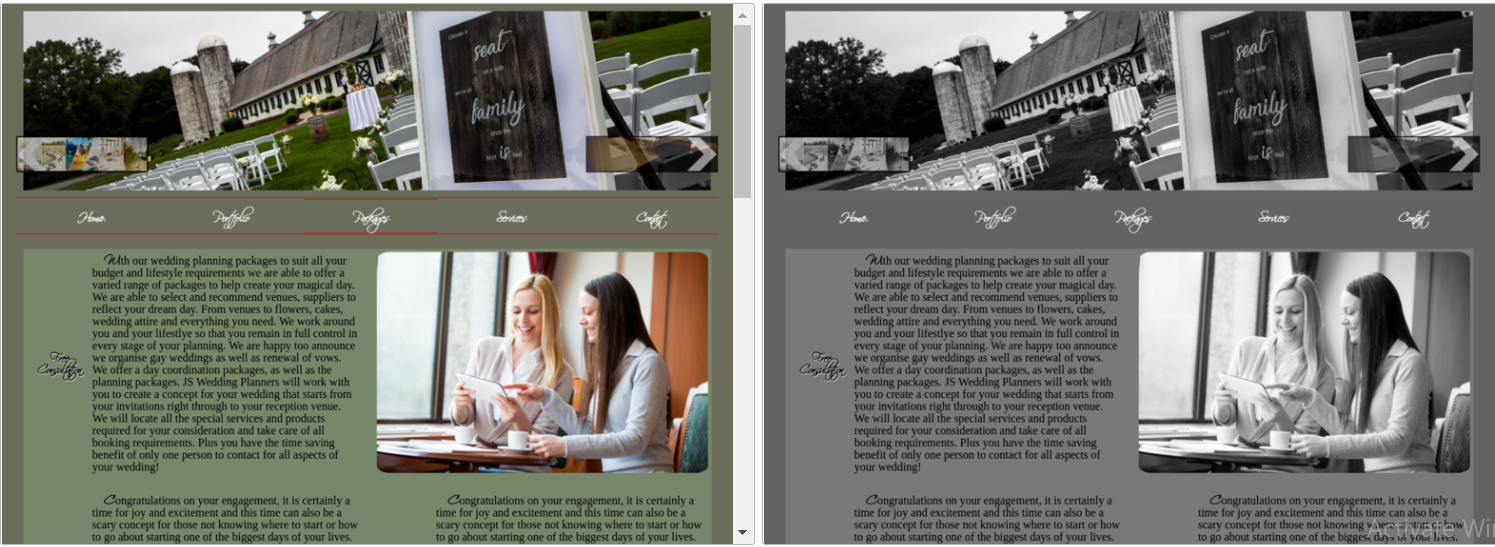 Choose a
seat
not a side
we're all
family
once the
knot is tied
Home.
Portfolio
Packages
Services
Contact
Free
Consultation
With our wedding planning packages to suit all your
budget and lifestyle requirements we are able to offer a
varied range of packages to help create your magical day.
We are able to select and recommend venues, suppliers to
reflect your dream day. From venues to flowers, cakes,
wedding attire and everything you need. We work around
you and your lifestlye so that you remain in full control in
every stage of your planning. We are happy too announce
we organise gay weddings as well as renewal of vows.
We offer a day coordination packages, as well as the
planning packages. JS Wedding Planners will work with
you to create a concept for your wedding that starts from
your invitations right through to your reception venue.
We will locate all the special services and products
required for your consideration and take care of all
booking requirements. Plus you have the time saving
benefit of only one person to contact for all aspects of
your wedding!
Congratulations on your engagement, it is certainly a
time for joy and excitement and this time can also be a
scary concept for those not knowing where to start or how
to go about starting one of the biggest days of your lives.
Congratulations on your engagement, it is certainly a
time for joy and excitement and this time can also be a
scary concept for those not knowing where to start or how
to go about starting one of the biggest days of your lives.
Choose a
seat
not a side
we're all
family
once the
knot is tied
Home.
Portfolio
Packages
Services
Contact
Free
Consultation
With our wedding planning packages to suit all your
budget and lifestyle requirements we are able to offer a
varied range of packages to help create your magical day.
We are able to select and recommend venues, suppliers to
reflect your dream day. From venues to flowers, cakes,
wedding attire and everything you need. We work around
you and your lifestlye so that you remain in full control in
every stage of your planning. We are happy too announce
we organise gay weddings as well as renewal of vows.
We offer a day coordination packages, as well as the
planning packages. JS Wedding Planners will work with
you to create a concept for your wedding that starts from
your invitations right through to your reception venue.
We will locate all the special services and products
required for your consideration and take care of all
booking requirements. Plus you have the time saving
benefit of only one person to contact for all aspects of
your wedding!
Congratulations on your engagement, it is certainly a
time for joy and excitement and this time can also be a
scary concept for those not knowing where to start or how
to go about starting one of the biggest days of your lives.
Congratulations on your engagement, it is certainly a
time for joy and excitement and this time can also be a
scary concept for those not knowing where to start or how
to go about starting one of the biggest days of your lives.
Activate Wi